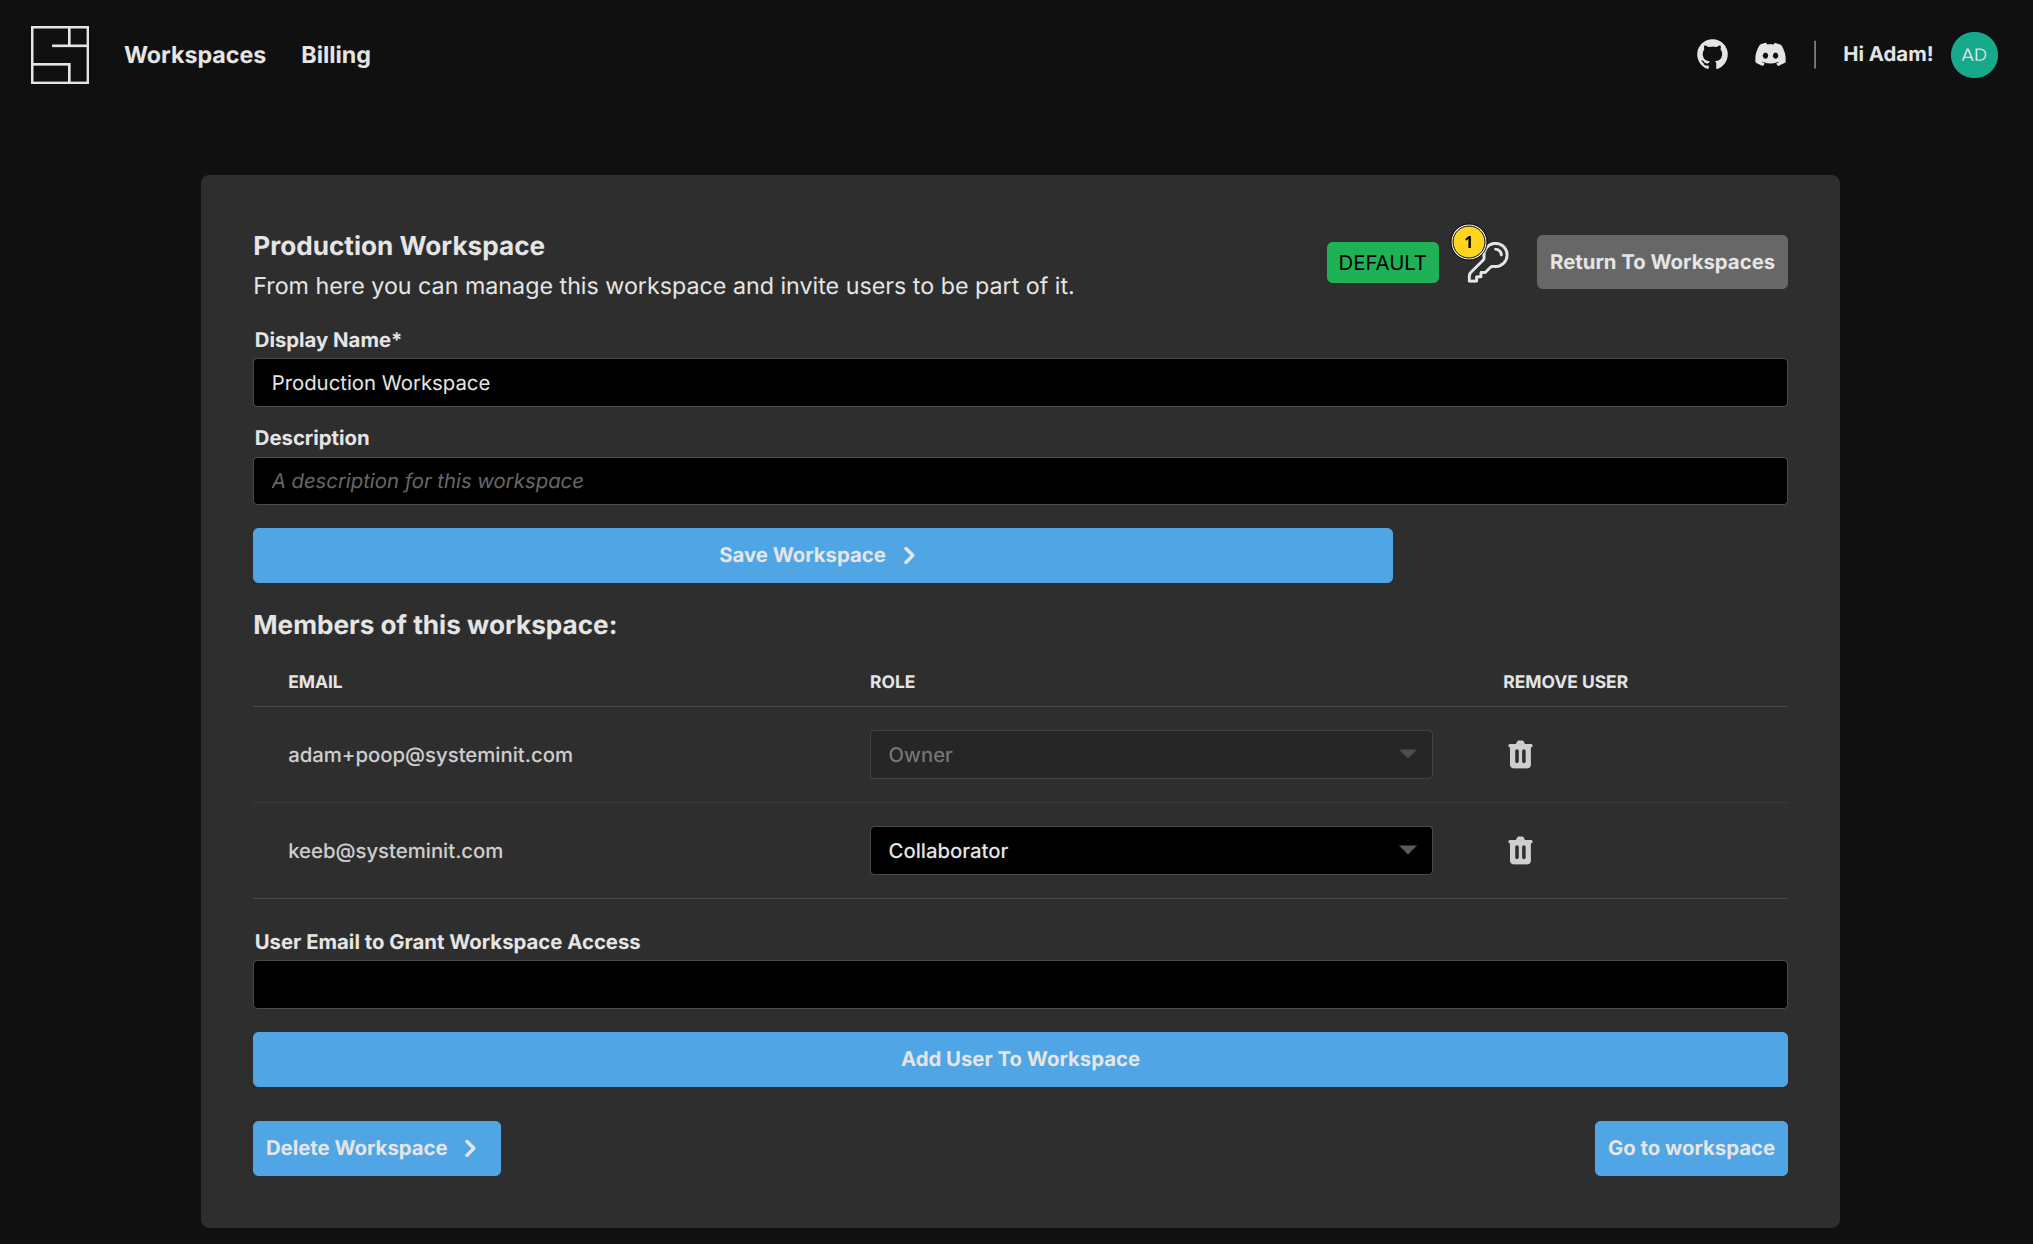 Workspaces
Billing
Hi Adam!
AD
Production Workspace
From here you can manage this workspace and invite users to be part of it.
DEFAULT
1
Return To Workspaces
Display Name*
Production Workspace
Description
A description for this workspace
Save Workspace
Members of this workspace:
EMAIL ROLE REMOVE USER
adam+poop@systeminit.com Owner
keeb@systeminit.com Collaborator
User Email to Grant Workspace Access
Add User To Workspace
Delete Workspace
Go to workspace